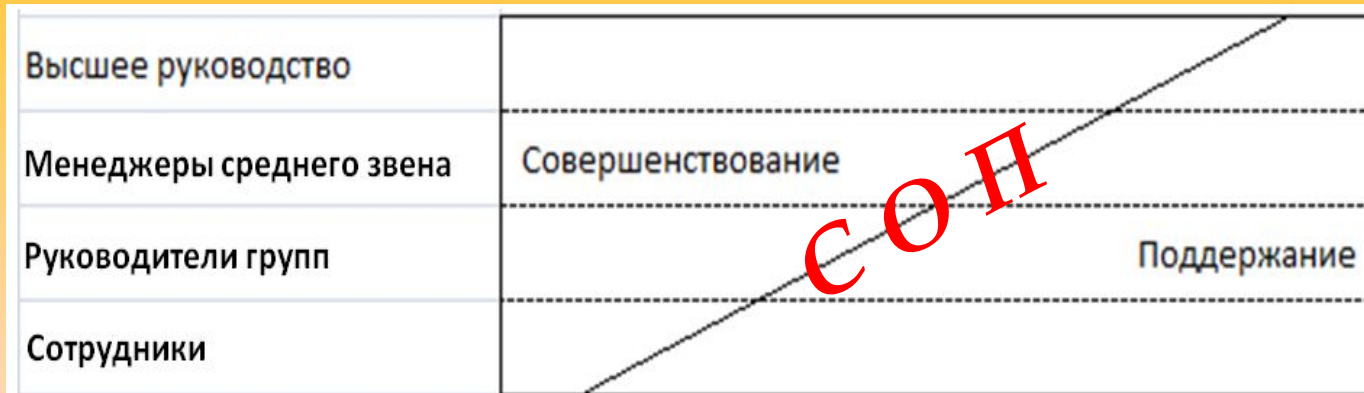 Высшее руководство
Менеджеры среднего звена
Совершенствование
СОП
Руководители групп
Поддержание
Сотрудники